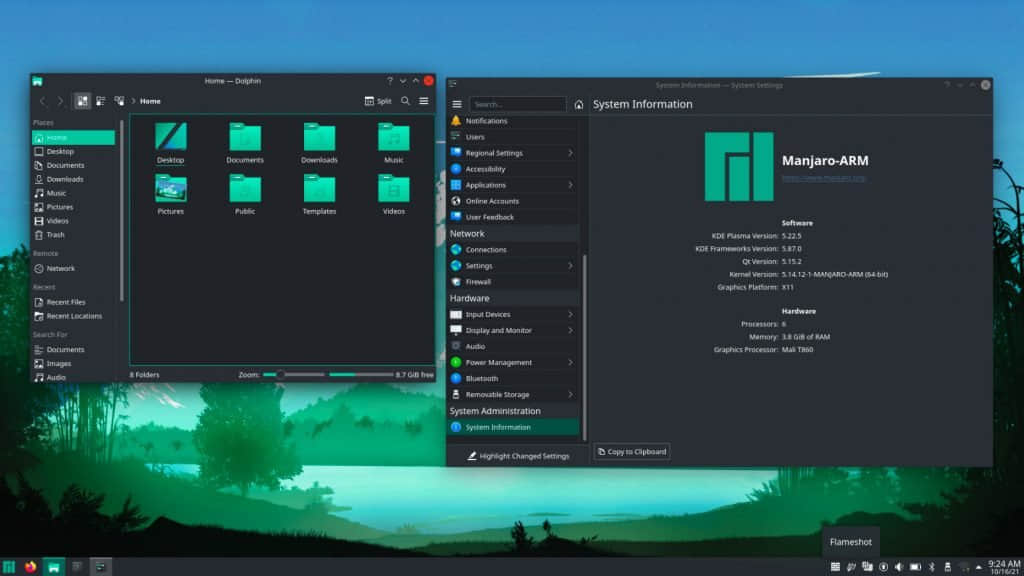 Home — Dolphin
Split
Home
Places
Home
Desktop
Documents
Downloads
Music
Pictures
Videos
Trash
Remote
Network
Recent
Recent Files
Recent Locations
Search For
Documents
Images
Audio
Desktop
Documents
Downloads
Music
Pictures
Public
Templates
Videos
8 Folders
Zoom:
8.7 GiB free
System Information — System Settings
Search...
System Information
Notifications
Users
Regional Settings
Accessibility
Applications
Online Accounts
User Feedback
Network
Connections
Settings
Firewall
Hardware
Input Devices
Display and Monitor
Audio
Power Management
Bluetooth
Removable Storage
System Administration
System Information
Highlight Changed Settings
Manjaro-ARM
https://www.manjaro.org/
Software
KDE Plasma Version: 5.22.5
KDE Frameworks Version: 5.87.0
Qt Version: 5.15.2
Kernel Version: 5.14.12-1-MANJARO-ARM (64-bit)
Graphics Platform: X11
Hardware
Processors: 6
Memory: 3.8 GiB of RAM
Graphics Processor: Mali T860
Copy to Clipboard
Flameshot
9:24 AM
10/16/21